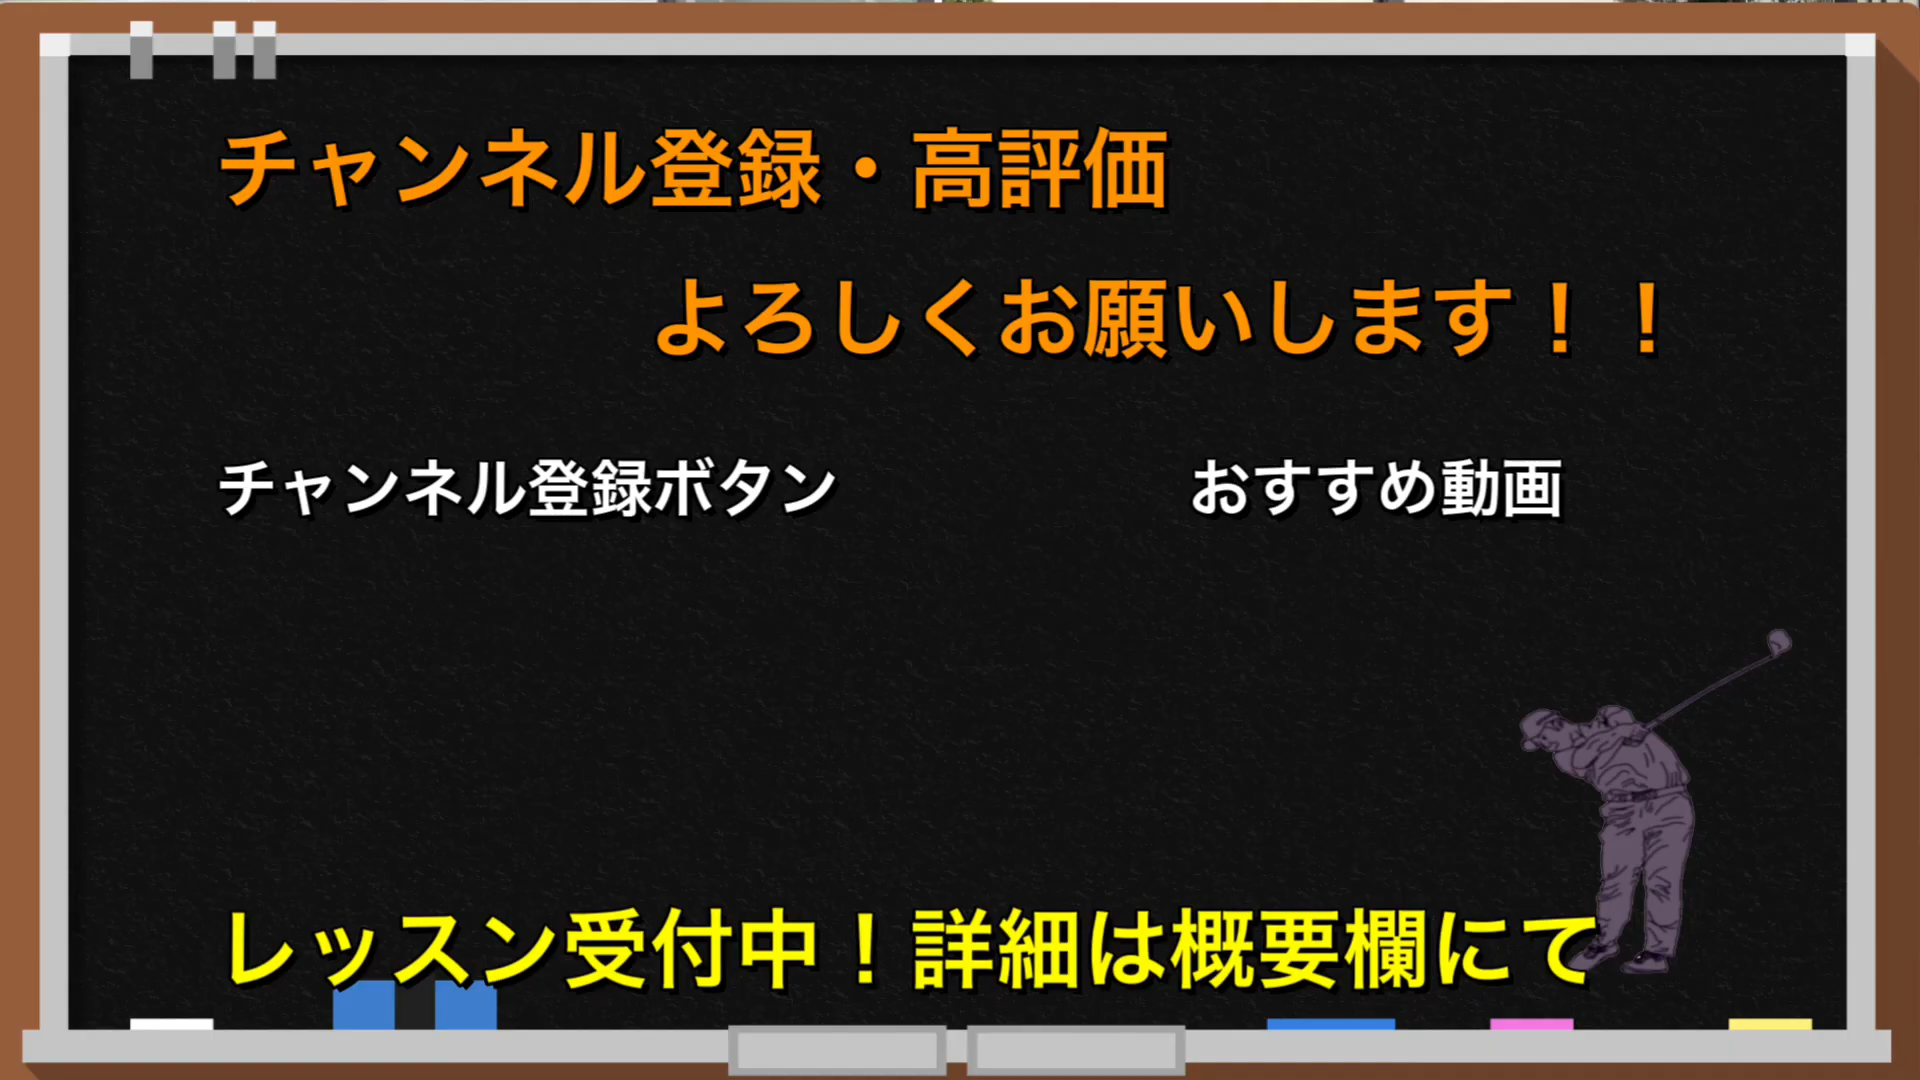 チャンネル登録・高評価
よろしくお願いします！！
チャンネル登録ボタン
おすすめ動画
レッスン受付中！詳細は概要欄にて